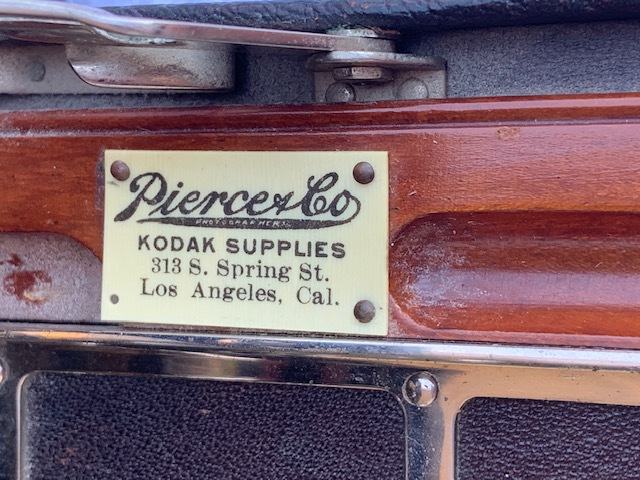 Pierce & Co
PHOTOGRAPHERS
KODAK SUPPLIES
313 S. Spring St.
Los Angeles, Cal.